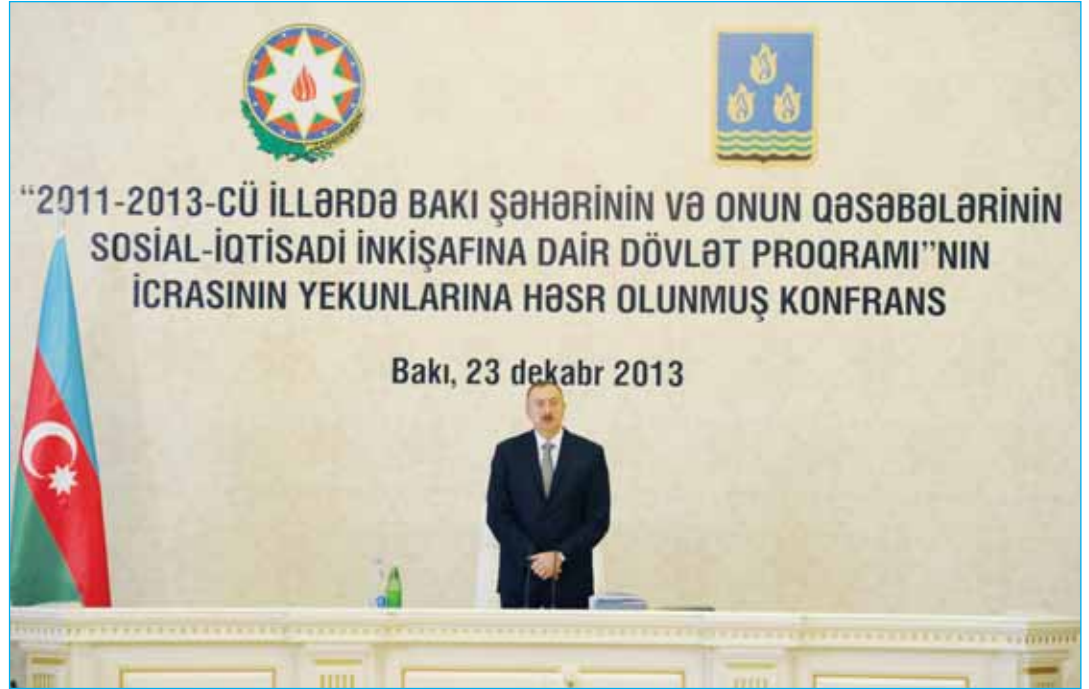 “2011-2013-CÜ İLLƏRDƏ BAKI ŞƏHƏRİNİN VƏ ONUN QƏSƏBƏLƏRİNİN
SOSİAL-İQTİSADİ İNKİŞAFINA DAİR DÖVLƏT PROQRAMI”NIN
İCRASININ YEKUNLARINA HƏSR OLUNMUŞ KONFRANS
Bakı, 23 dekabr 2013